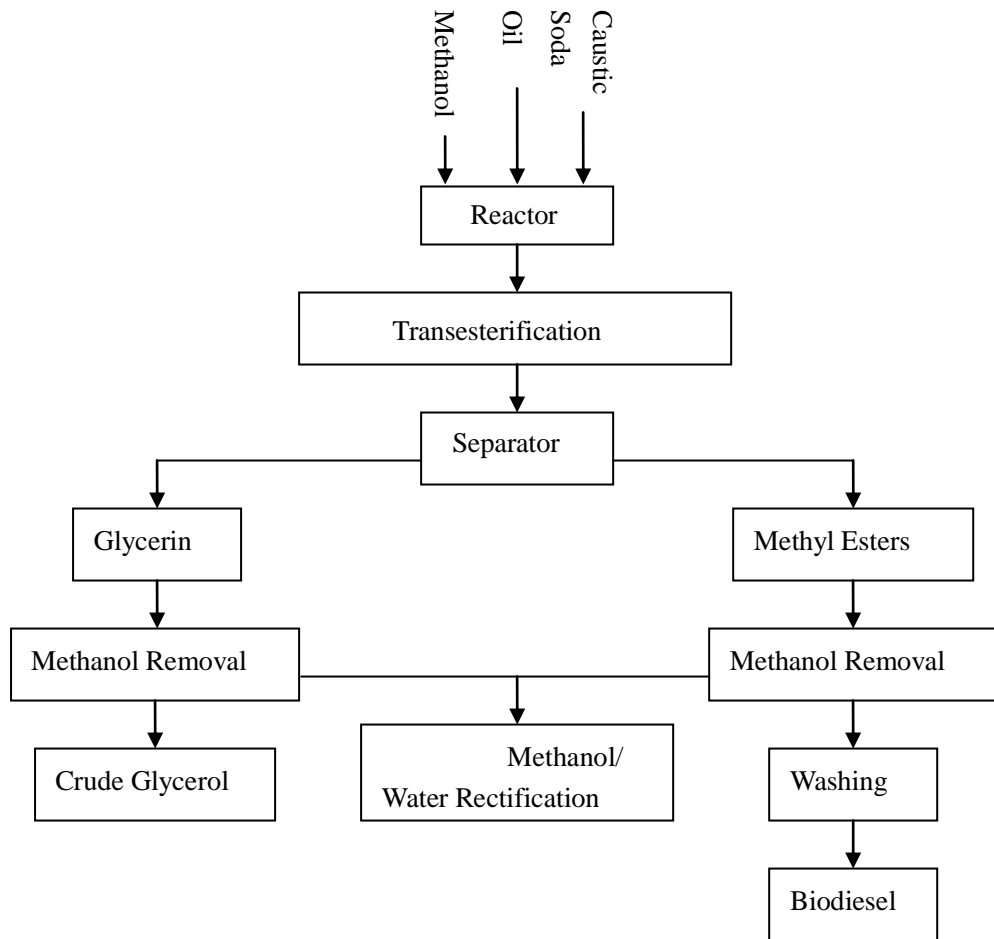 Methanol
Oil
Soda
Caustic
Reactor
Transesterification
Separator
Glycerin
Methyl Esters
Methanol Removal
Methanol Removal
Crude Glycerol
Methanol/
Water Rectification
Washing
Biodiesel